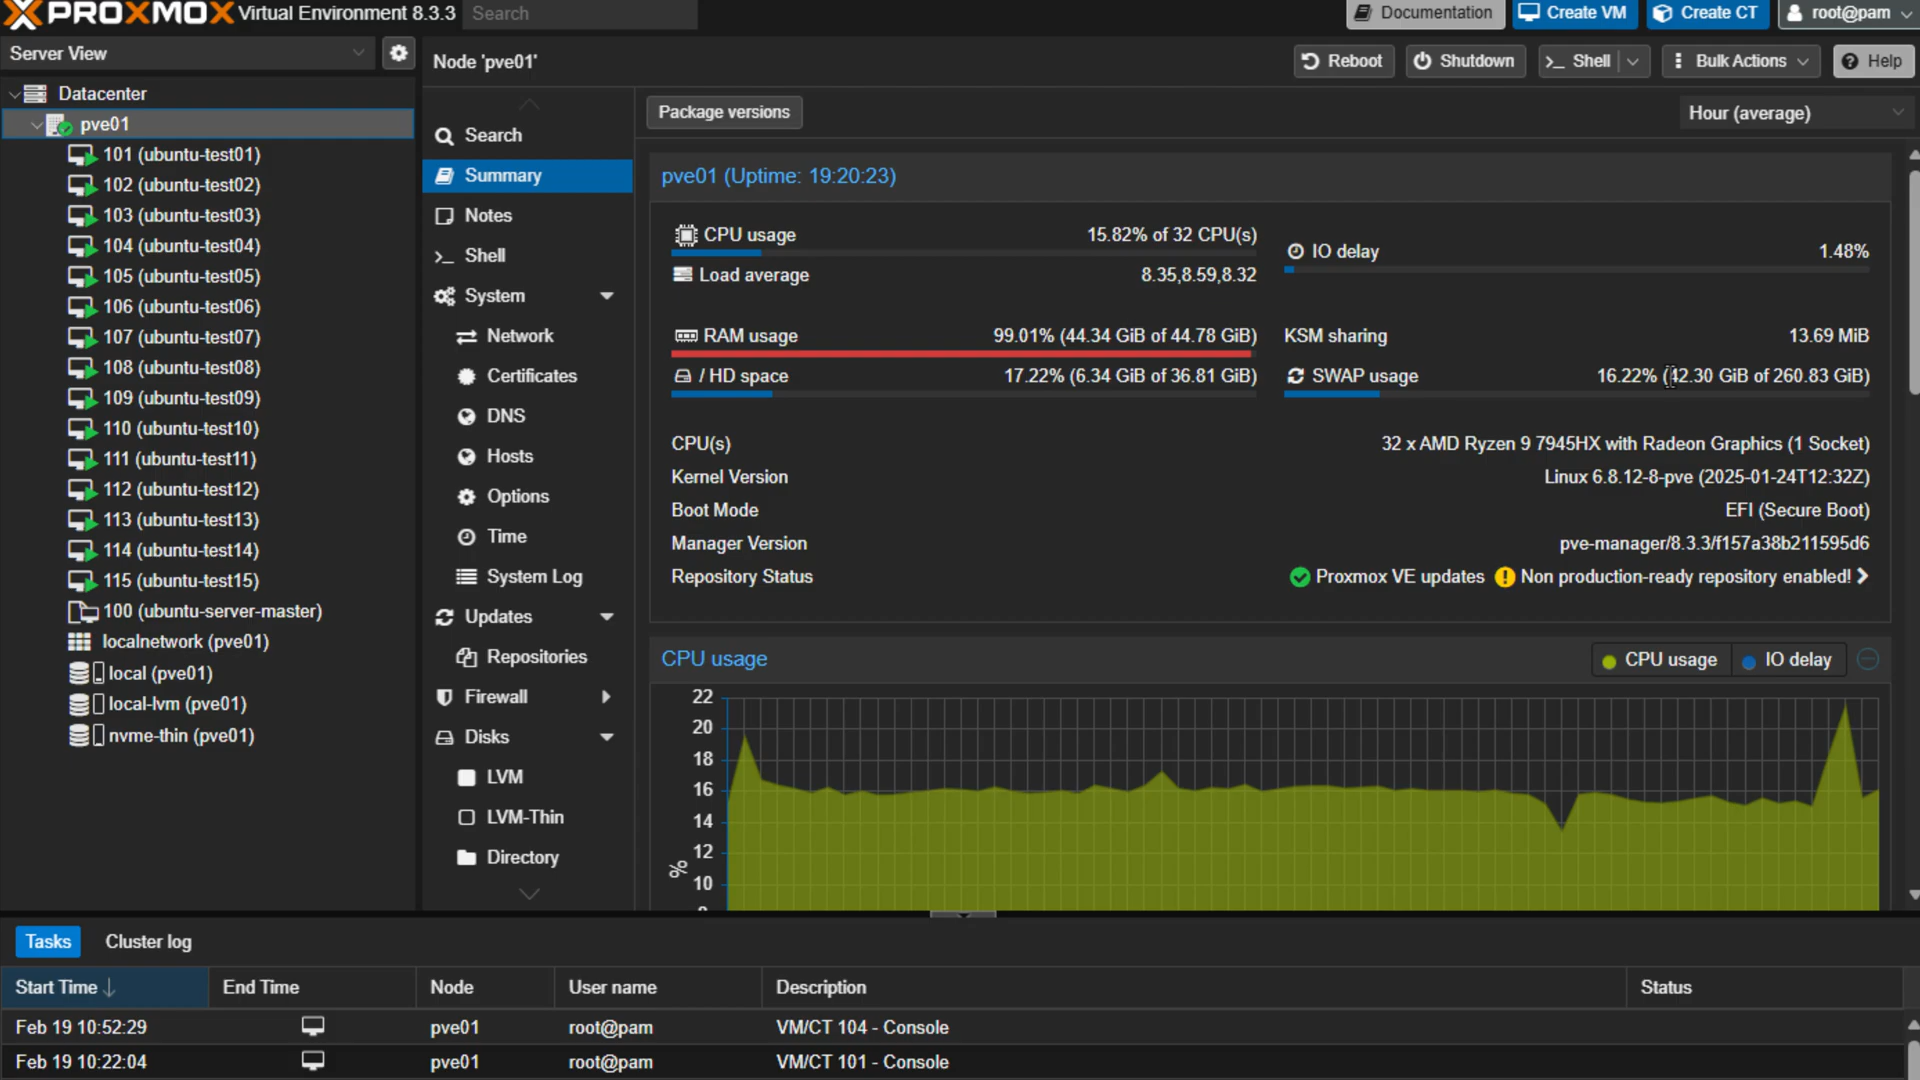 PROXMOX Virtual Environment 8.3.3 Search Documentation Create VM Create CT root@pam
Server View
Node 'pve01' Reboot Shutdown >_ Shell Bulk Actions Help
Datacenter
pve01
101 (ubuntu-test01)
102 (ubuntu-test02)
103 (ubuntu-test03)
104 (ubuntu-test04)
105 (ubuntu-test05)
106 (ubuntu-test06)
107 (ubuntu-test07)
108 (ubuntu-test08)
109 (ubuntu-test09)
110 (ubuntu-test10)
111 (ubuntu-test11)
112 (ubuntu-test12)
113 (ubuntu-test13)
114 (ubuntu-test14)
115 (ubuntu-test15)
100 (ubuntu-server-master)
localnetwork (pve01)
local (pve01)
local-lvm (pve01)
nvme-thin (pve01)
Search
Summary
Notes
>_ Shell
System
Network
Certificates
DNS
Hosts
Options
Time
System Log
Updates
Repositories
Firewall
Disks
LVM
LVM-Thin
Directory
Package versions Hour (average)
pve01 (Uptime: 19:20:23)
CPU usage 15.82% of 32 CPU(s)
IO delay 1.48%
Load average 8.35,8.59,8.32
RAM usage 99.01% (44.34 GiB of 44.78 GiB)
KSM sharing 13.69 MiB
/ HD space 17.22% (6.34 GiB of 36.81 GiB)
SWAP usage 16.22% (42.30 GiB of 260.83 GiB)
CPU(s) 32 x AMD Ryzen 9 7945HX with Radeon Graphics (1 Socket)
Kernel Version Linux 6.8.12-8-pve (2025-01-24T12:32Z)
Boot Mode EFI (Secure Boot)
Manager Version pve-manager/8.3.3/f157a38b211595d6
Repository Status Proxmox VE updates Non production-ready repository enabled!
CPU usage CPU usage IO delay
22
20
18
16
14
12
10
%
Tasks Cluster log
Start Time End Time Node User name Description Status
Feb 19 10:52:29 pve01 root@pam VM/CT 104 - Console
Feb 19 10:22:04 pve01 root@pam VM/CT 101 - Console